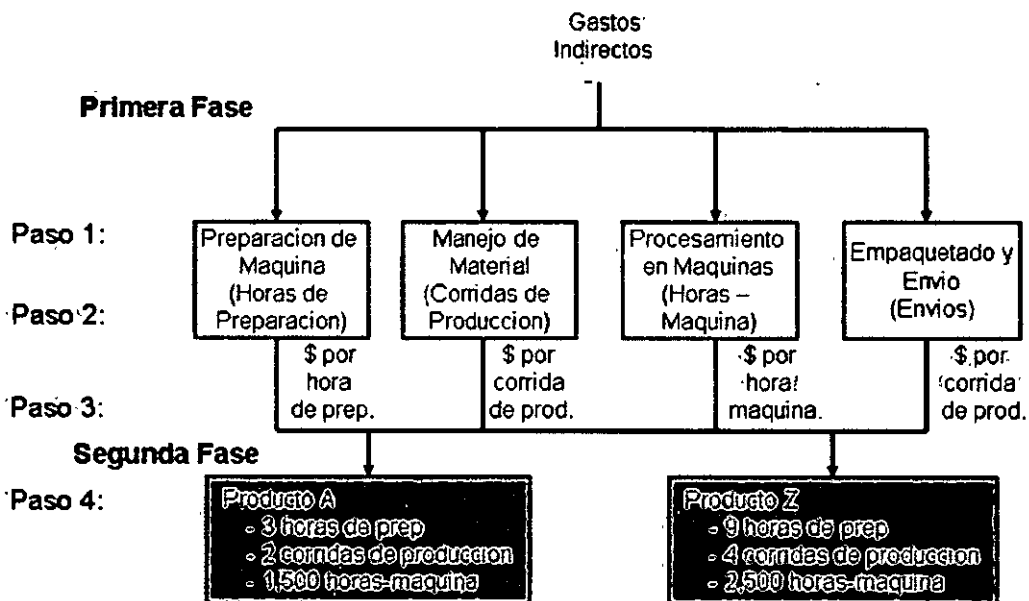 Gastos
Indirectos
Primera Fase
Paso 1:
Preparacion de
Maquina
(Horas de
Preparacion)
Manejo de
Material
(Corridas de
Produccion)
Procesamiento
en Maquinas
(Horas –
Maquina)
Empaquetado y
Envio
(Envios)
Paso 2:
$ por
hora
de prep.
$ por
corrida
de prod.
$ por
hora
maquina.
$ por
corrida
de prod.
Paso 3:
Segunda Fase
Paso 4:
Producto A
- 3 horas de prep
- 2 corridas de produccion
- 1,500 horas-maquina
Producto Z
- 9 horas de prep
- 4 corridas de produccion
- 2,500 horas-maquina